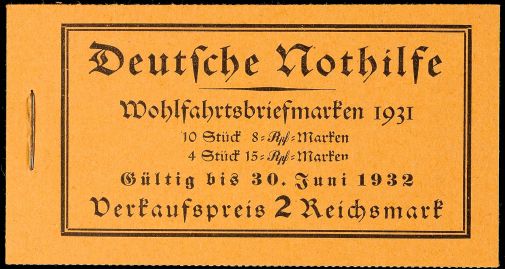 Deutsche Nothilfe
Wohlfahrtsbriefmarken 1931
10 Stück 8=Rpf=Marken
4 Stück 15=Rpf=Marken
Gültig bis 30. Juni 1932
Verkaufspreis 2 Reichsmark